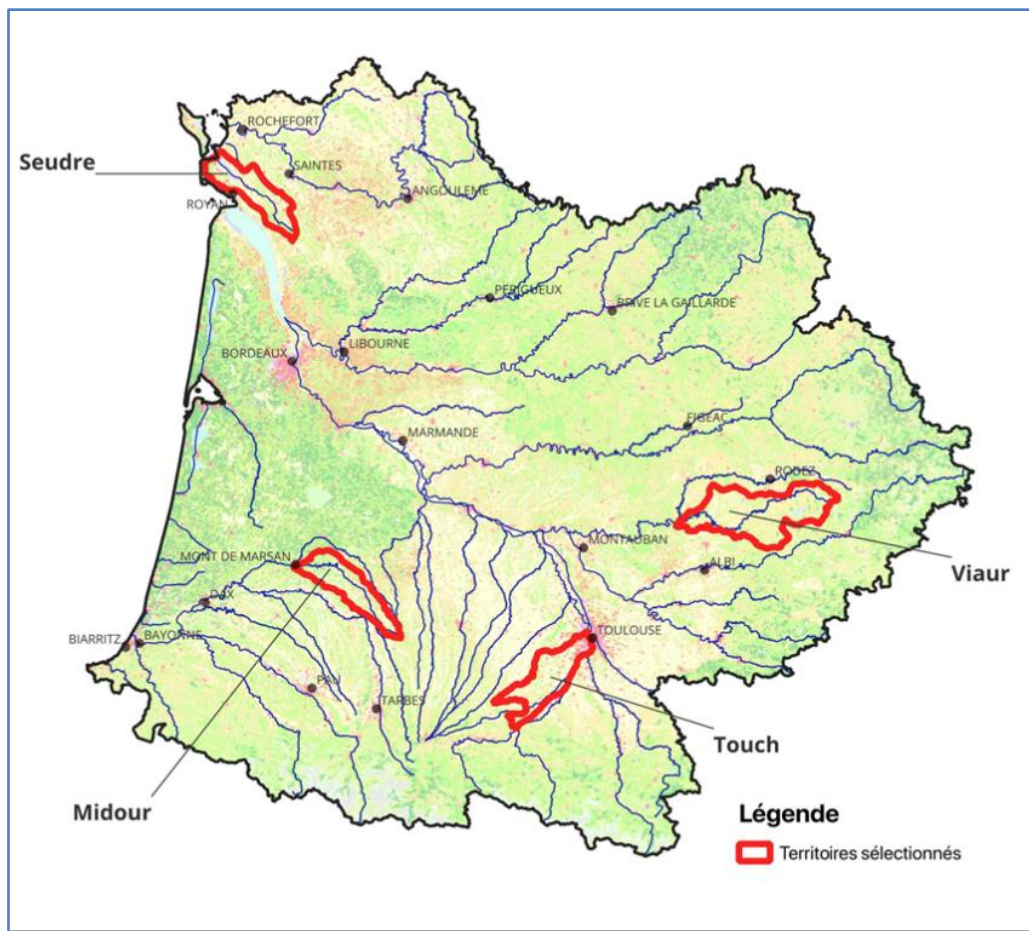 ROCHEFORT
Seudre
SAINTES
ANGOULEME
ROYAN
PERIGUEUX
BRIVE LA GAILLARDE
LIBOURNE
BORDEAUX
FIGEAC
MARMANDE
RODEZ
MONTAUBAN
MONT DE MARSAN
ALBI
Viaur
DAX
TOULOUSE
BIARRITZ
BAYONNE
PAU
TARBES
Touch
Midour
Légende
Territoires sélectionnés